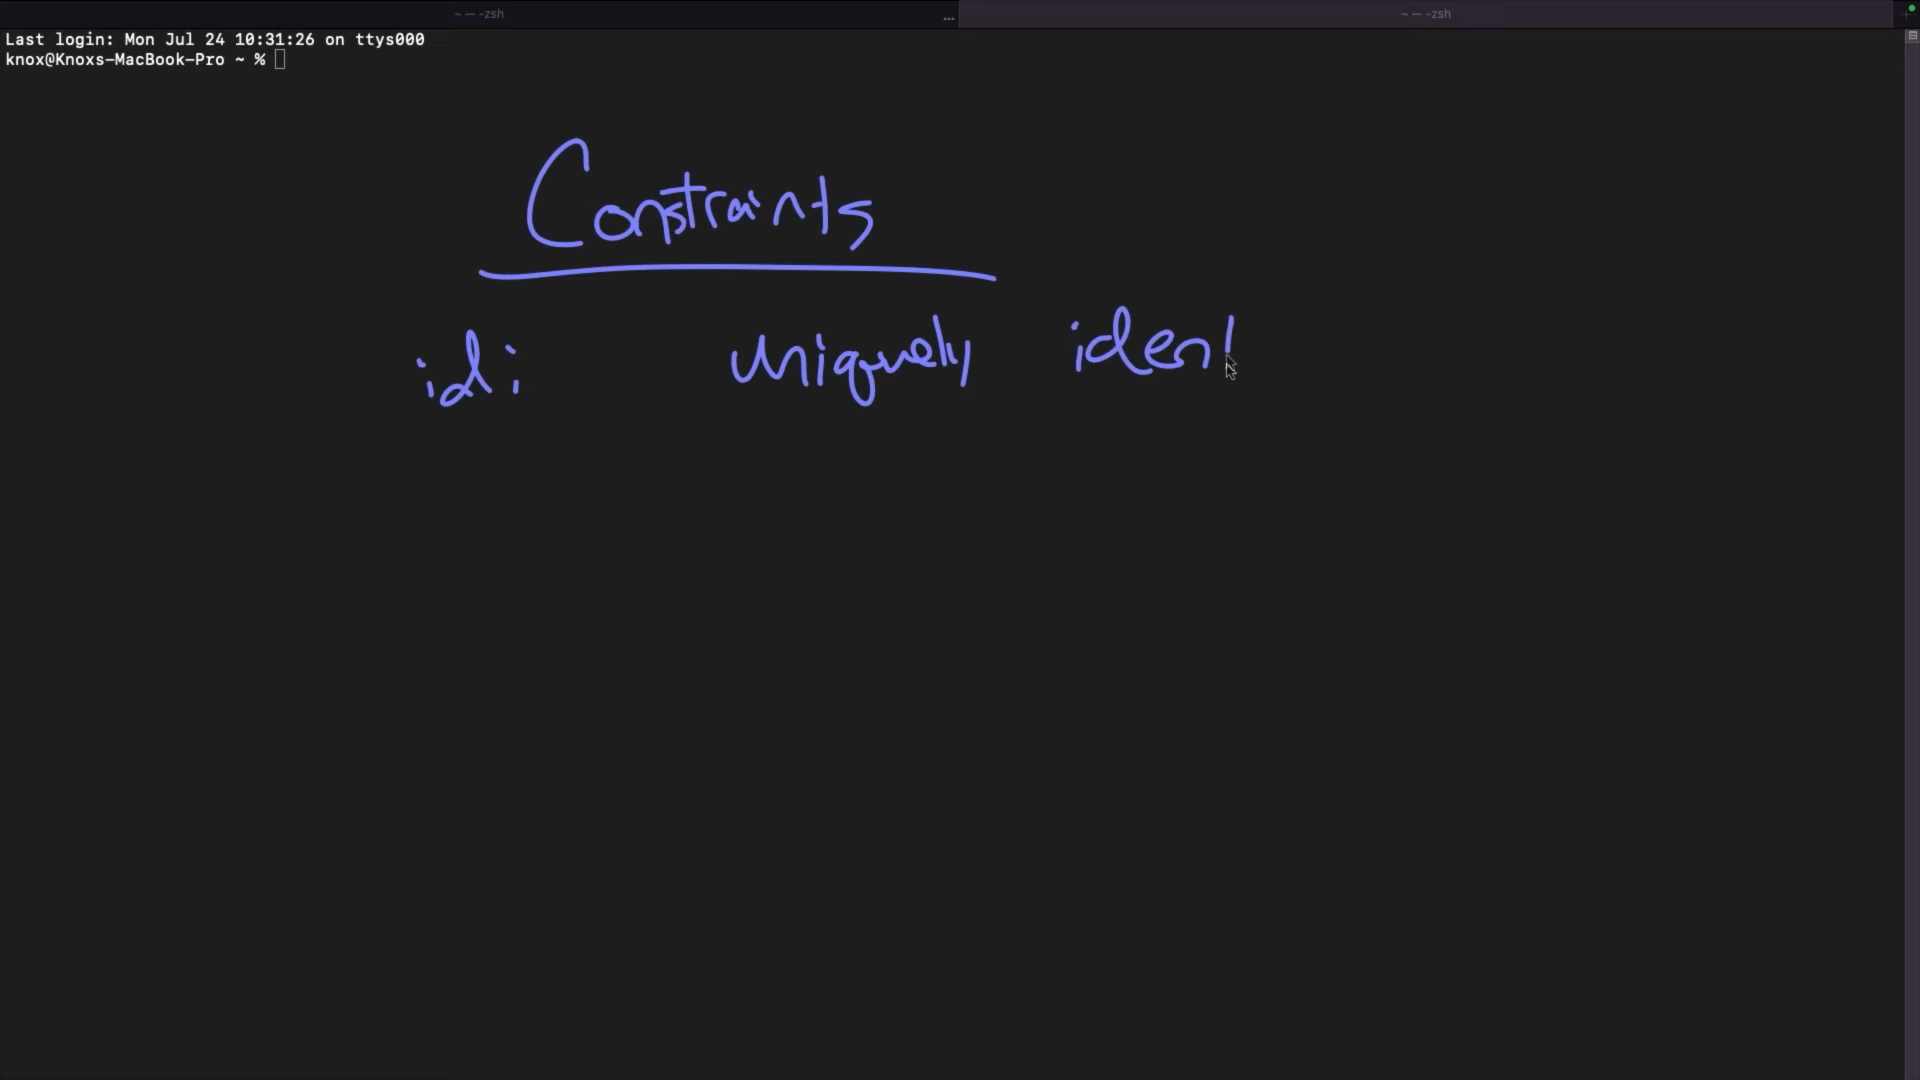 ~ — -zsh ... ~ — -zsh
Last login: Mon Jul 24 10:31:26 on ttys000
knox@Knoxs-MacBook-Pro ~ %
Constraints
id: uniquely iden